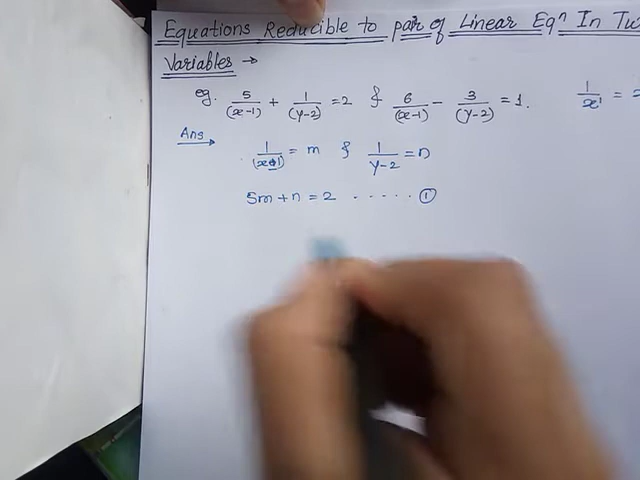 Equations Reducible to pair of Linear Eqⁿ In
Variables →
eg. 5/(x-1) + 1/(y-2) = 2 & 6/(x-1) - 3/(y-2) = 1. 1/x =
Ans → 1/(x-1) = m & 1/y-2 = n
5m + n = 2 ...... ①